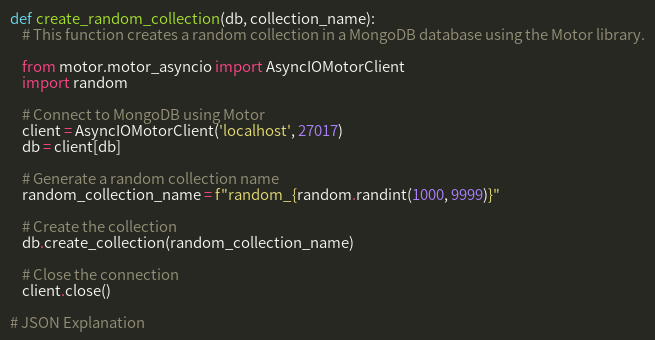 def create_random_collection(db, collection_name):
# This function creates a random collection in a MongoDB database using the Motor library.
from motor.motor_asyncio import AsyncIOMotorClient
import random
# Connect to MongoDB using Motor
client = AsyncIOMotorClient('localhost', 27017)
db = client[db]
# Generate a random collection name
random_collection_name = f"random_{random.randint(1000, 9999)}"
# Create the collection
db.create_collection(random_collection_name)
# Close the connection
client.close()
# JSON Explanation